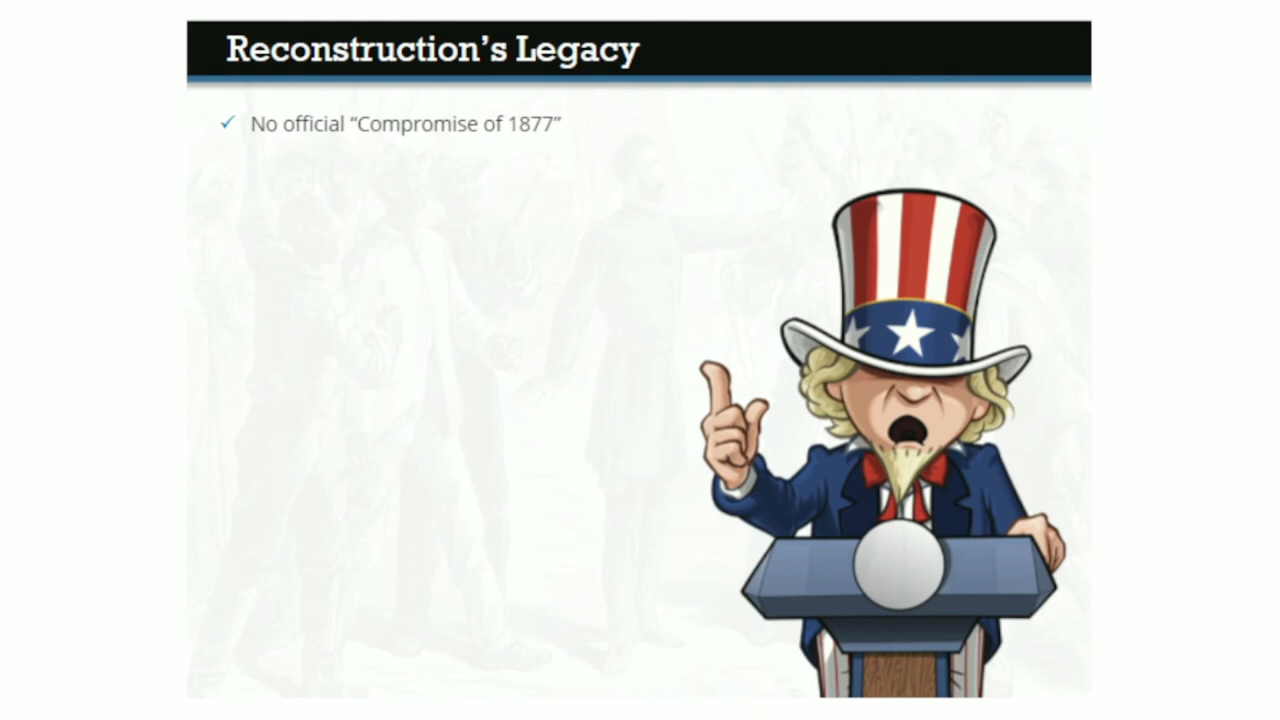 Reconstruction’s Legacy
✓ No official “Compromise of 1877”